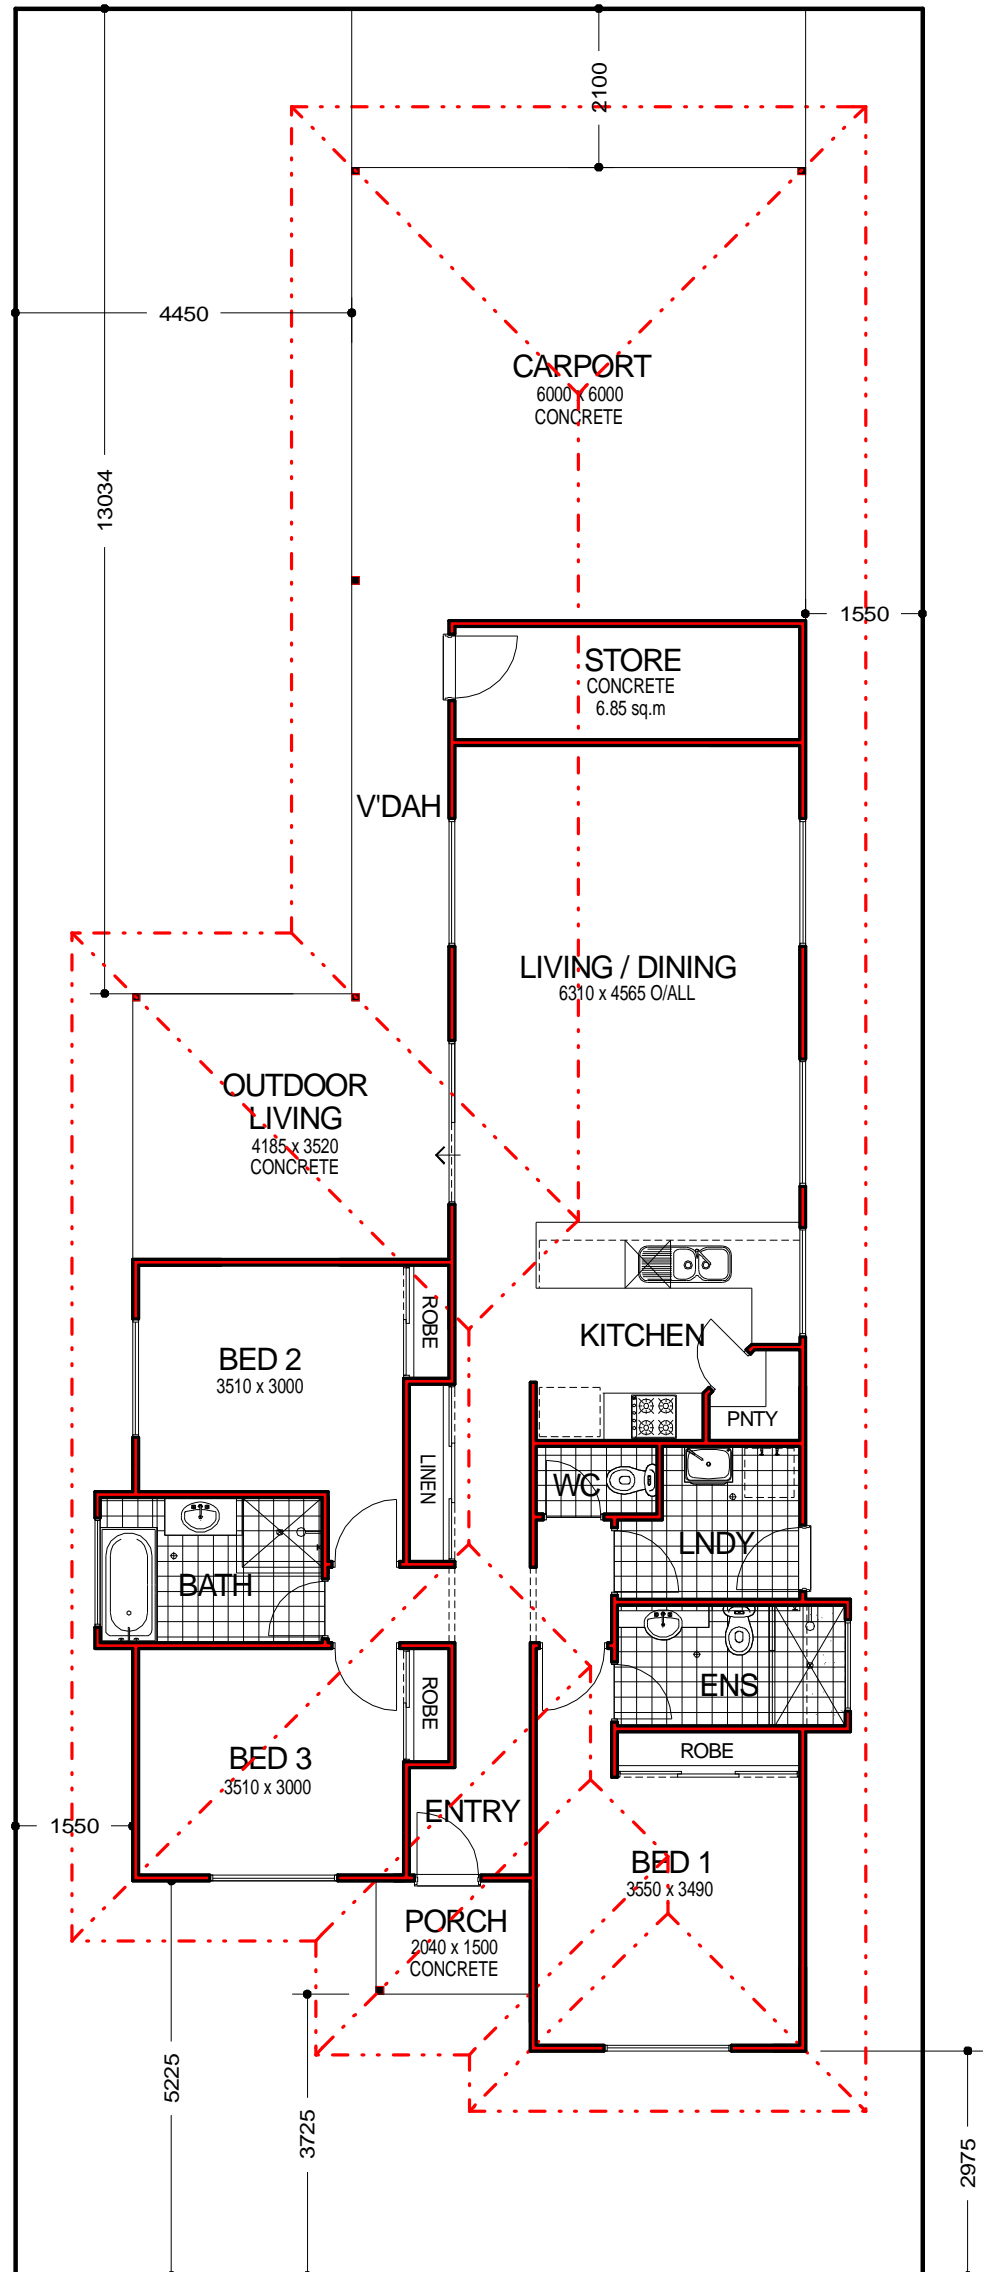 2100
4450
CARPORT
6000 x 6000
CONCRETE
13034
1550
STORE
CONCRETE
6.85 sq.m
V'DAH
LIVING / DINING
6310 x 4565 O/ALL
OUTDOOR
LIVING
4185 x 3520
CONCRETE
ROBE
KITCHEN
BED 2
3510 x 3000
PNTY
LINEN
WC
LNDY
BATH
ENS
ROBE
ROBE
BED 3
3510 x 3000
ENTRY
1550
BED 1
3550 x 3490
PORCH
2040 x 1500
CONCRETE
5225
3725
2975